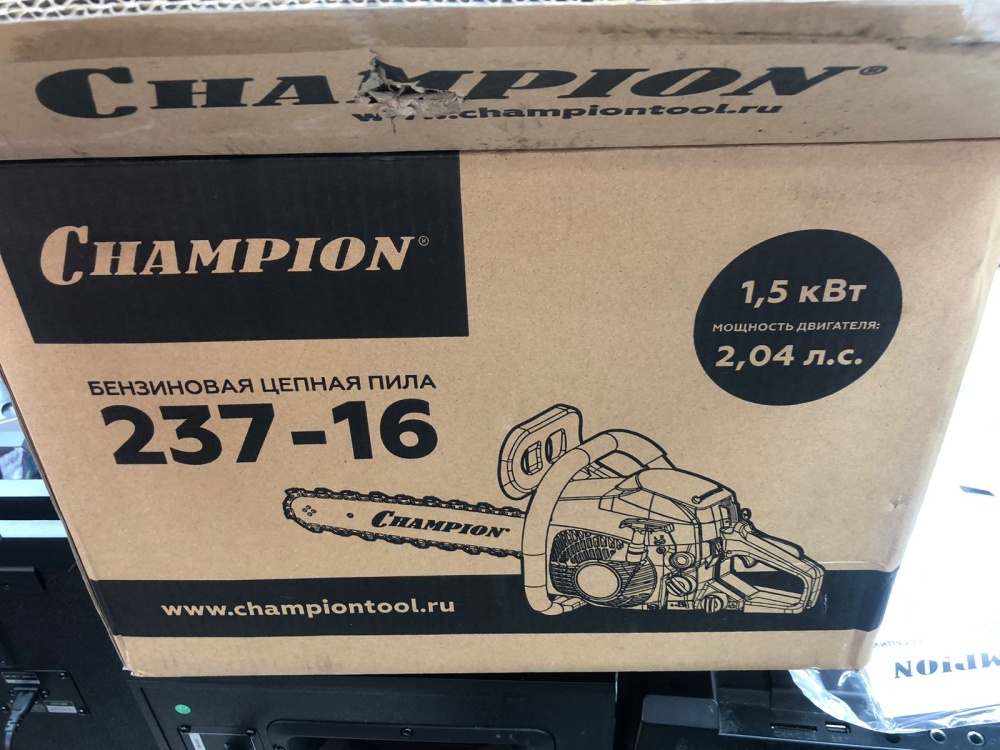 CHAMPION®
www.championtool.ru
CHAMPION®
1,5 кВт
МОЩНОСТЬ ДВИГАТЕЛЯ:
2,04 л.с.
БЕНЗИНОВАЯ ЦЕПНАЯ ПИЛА
237-16
CHAMPION
www.championtool.ru